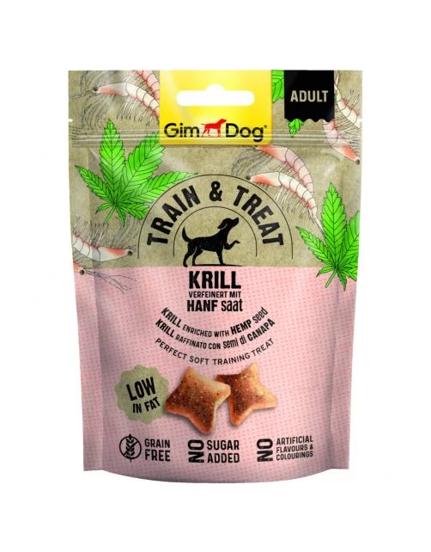 ADULT
GimDog
TRAIN & TREAT
KRILL
VERFEINERT MIT
HANF saat
KRILL ENRICHED WITH HEMP seed
KRILL RAFFINATO CON semi di CANAPA
PERFECT SOFT TRAINING TREAT
LOW
IN FAT
GRAIN
FREE
NO SUGAR
ADDED
NO ARTIFICIAL
FLAVOURS &
COLOURINGS